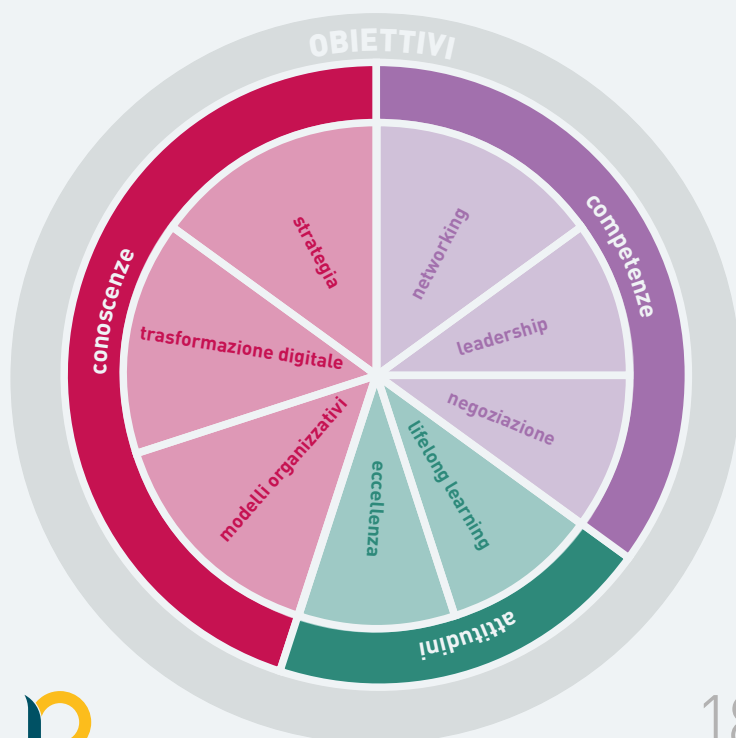 OBIETTIVI
conoscenze
competenze
attitudini
strategia
trasformazione digitale
modelli organizzativi
networking
leadership
negoziazione
lifelong learning
eccellenza